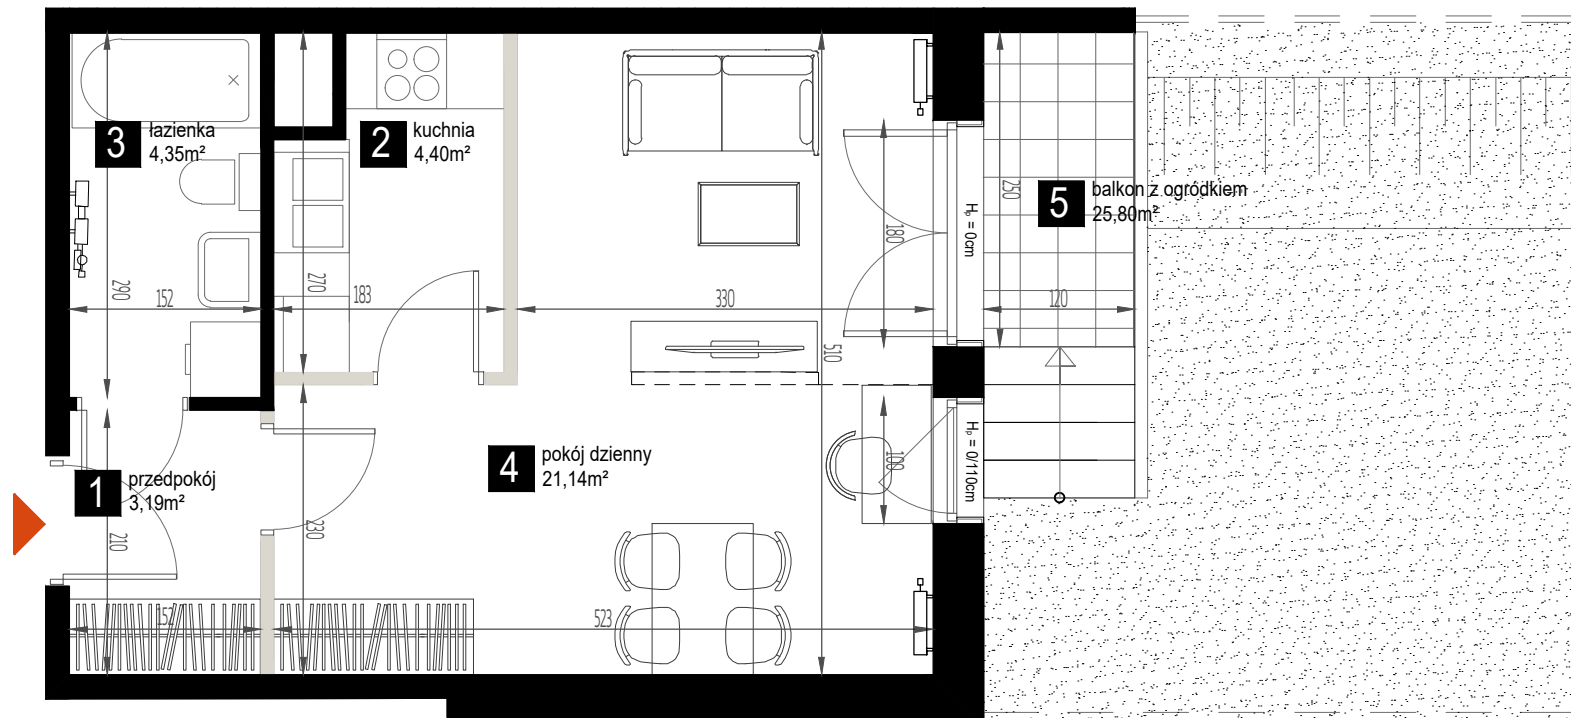 3 łazienka
4,35m²
2 kuchnia
4,40m²
250
5 balkon z ogródkiem
25,80m²
180
Hₚ = 0cm
290
152
270
183
330
120
510
4 pokój dzienny
21,14m²
100
Hₚ = 0/110cm
1 przedpokój
3,19m²
210
230
152
523